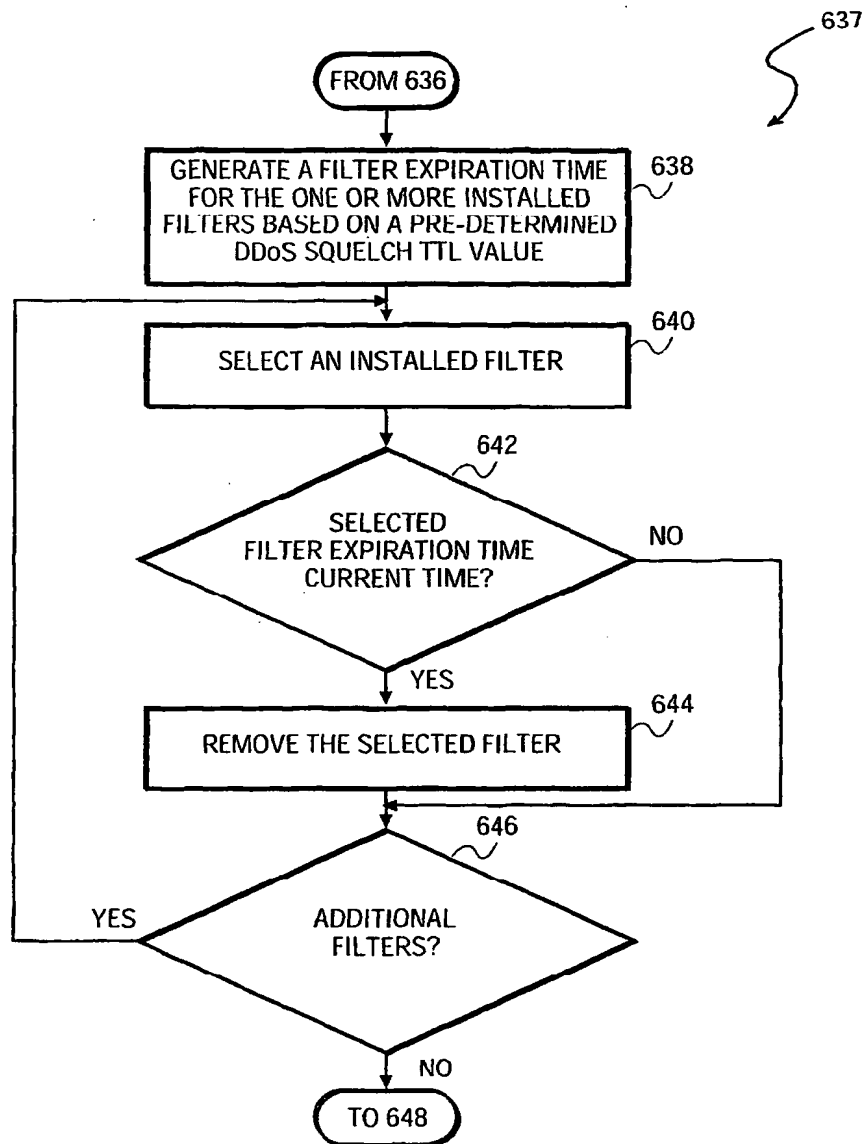 637
FROM 636
GENERATE A FILTER EXPIRATION TIME
FOR THE ONE OR MORE INSTALLED
FILTERS BASED ON A PRE-DETERMINED
DDoS SQUELCH TTL VALUE
638
SELECT AN INSTALLED FILTER
640
642
SELECTED
FILTER EXPIRATION TIME
CURRENT TIME?
NO
YES
REMOVE THE SELECTED FILTER
644
646
ADDITIONAL
FILTERS?
YES
NO
TO 648